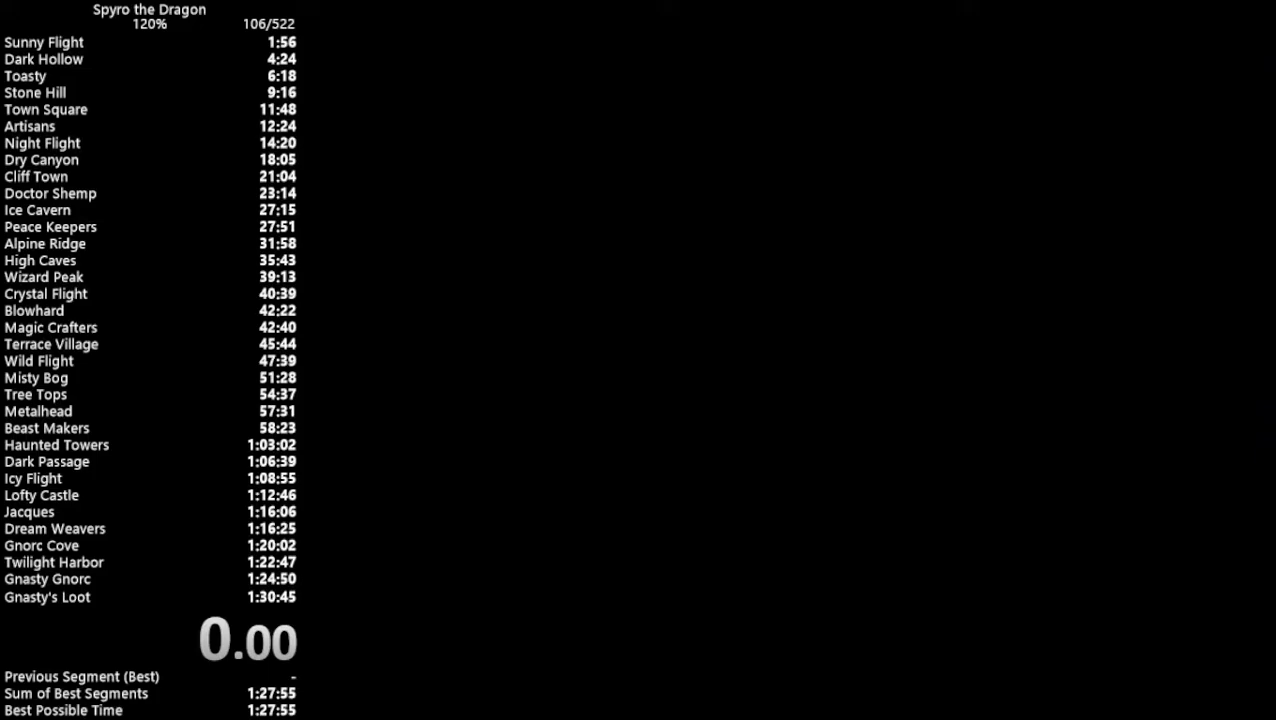 Spyro the Dragon
120% 106/522
Sunny Flight 1:56
Dark Hollow 4:24
Toasty 6:18
Stone Hill 9:16
Town Square 11:48
Artisans 12:24
Night Flight 14:20
Dry Canyon 18:05
Cliff Town 21:04
Doctor Shemp 23:14
Ice Cavern 27:15
Peace Keepers 27:51
Alpine Ridge 31:58
High Caves 35:43
Wizard Peak 39:13
Crystal Flight 40:39
Blowhard 42:22
Magic Crafters 42:40
Terrace Village 45:44
Wild Flight 47:39
Misty Bog 51:28
Tree Tops 54:37
Metalhead 57:31
Beast Makers 58:23
Haunted Towers 1:03:02
Dark Passage 1:06:39
Icy Flight 1:08:55
Lofty Castle 1:12:46
Jacques 1:16:06
Dream Weavers 1:16:25
Gnorc Cove 1:20:02
Twilight Harbor 1:22:47
Gnasty Gnorc 1:24:50
Gnasty's Loot 1:30:45
0.00
Previous Segment (Best) -
Sum of Best Segments 1:27:55
Best Possible Time 1:27:55